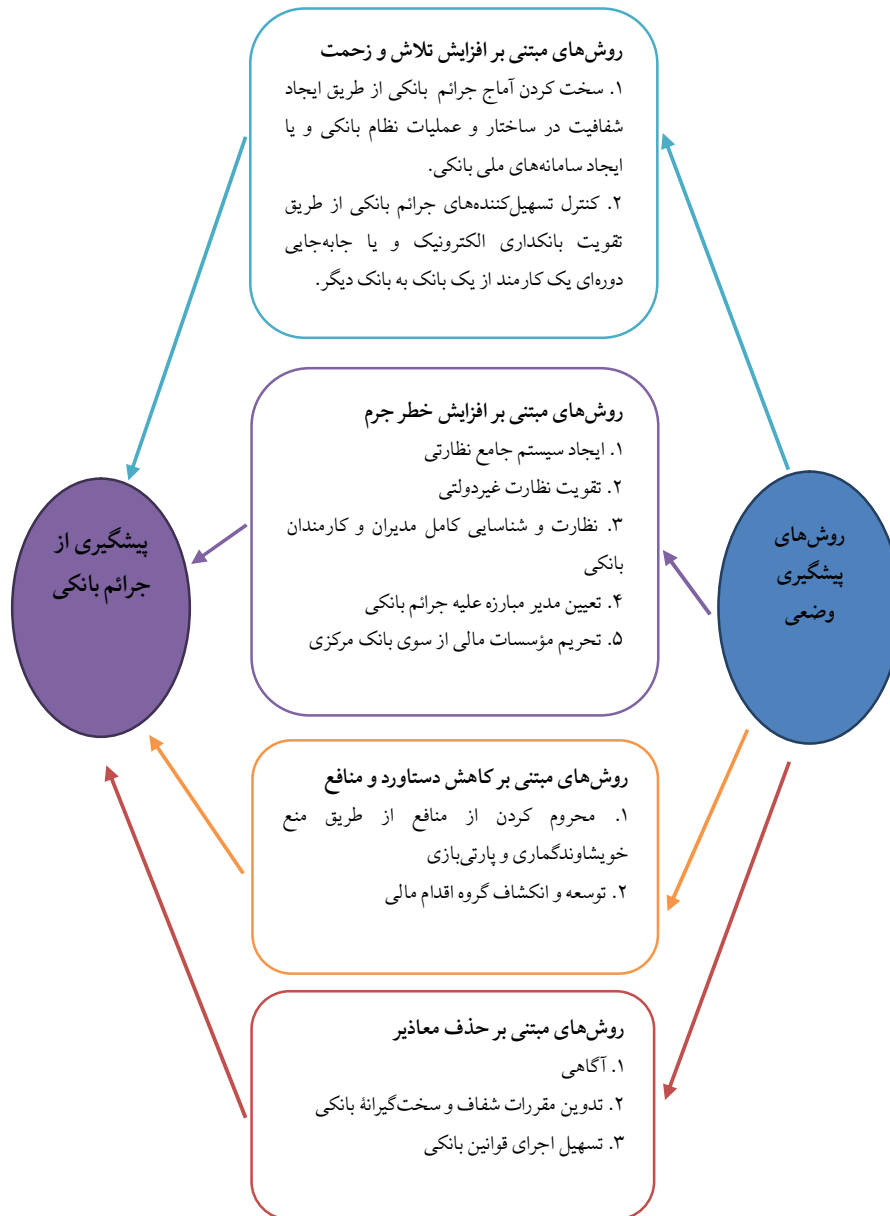 روش‌های مبتنی بر افزایش تلاش و زحمت
۱. سخت کردن آماج جرائم بانکی از طریق ایجاد
شفافیت در ساختار و عملیات نظام بانکی و یا
ایجاد سامانه‌های ملی بانکی.
۲. کنترل تسهیل‌کننده‌های جرائم بانکی از طریق
تقویت بانکداری الکترونیک و یا جابه‌جایی
دوره‌ای یک کارمند از یک بانک به بانک دیگر.
روش‌های
پیشگیری
وضعی
روش‌های مبتنی بر افزایش خطر جرم
۱. ایجاد سیستم جامع نظارتی
۲. تقویت نظارت غیردولتی
۳. نظارت و شناسایی کامل مدیران و کارمندان
بانکی
۴. تعیین مدیر مبارزه علیه جرائم بانکی
۵. تحریم مؤسسات مالی از سوی بانک مرکزی
پیشگیری از
جرائم بانکی
روش‌های مبتنی بر کاهش دستاورد و منافع
۱. محروم کردن از منافع از طریق منع
خویشاوندگماری و پارتی‌بازی
۲. توسعه و انکشاف گروه اقدام مالی
روش‌های مبتنی بر حذف معاذیر
۱. آگاهی
۲. تدوین مقررات شفاف و سخت‌گیرانهٔ بانکی
۳. تسهیل اجرای قوانین بانکی